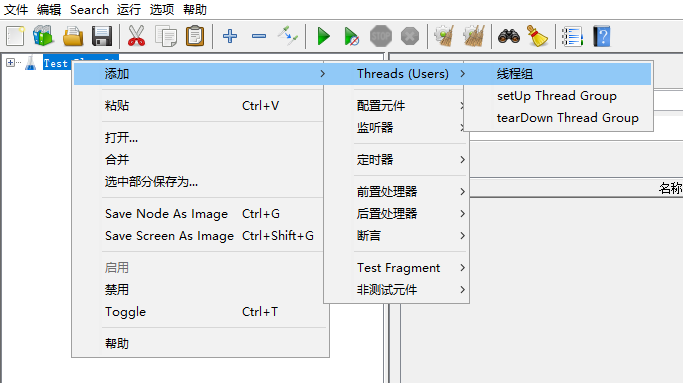 文件 编辑 Search 运行 选项 帮助
添加
粘贴 Ctrl+V
打开...
合并
选中部分保存为...
Save Node As Image Ctrl+G
Save Screen As Image Ctrl+Shift+G
启用
禁用
Toggle Ctrl+T
帮助
Threads (Users)
配置元件
监听器
定时器
前置处理器
后置处理器
断言
Test Fragment
非测试元件
线程组
setUp Thread Group
tearDown Thread Group
名称